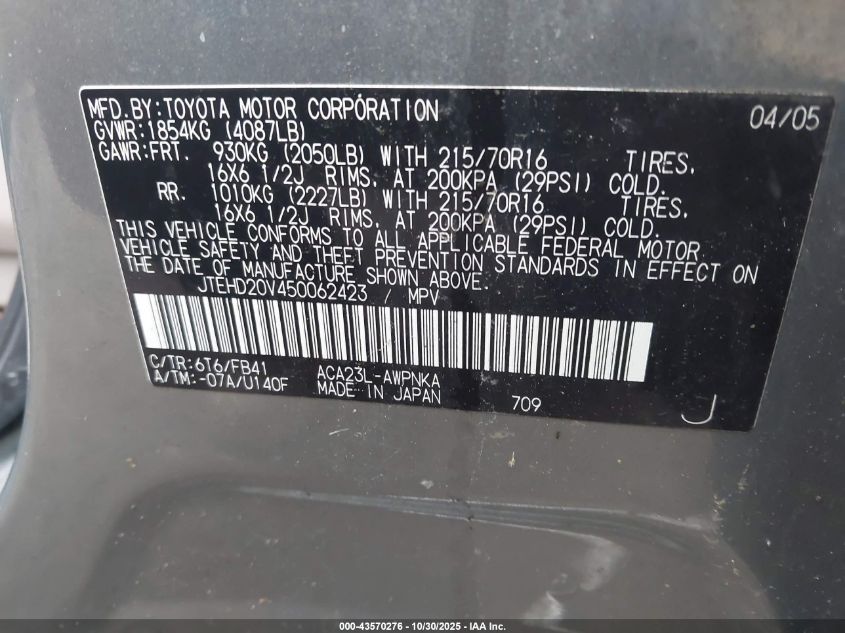 MFD.BY:TOYOTA MOTOR CORPORATION 04/05
GVWR:1854KG (4087LB)
GAWR:FRT. 930KG (2050LB) WITH 215/70R16 TIRES,
16X6 1/2J RIMS, AT 200KPA (29PSI) COLD.
RR. 1010KG (2227LB) WITH 215/70R16 TIRES,
16X6 1/2J RIMS, AT 200KPA (29PSI) COLD.
THIS VEHICLE CONFORMS TO ALL APPLICABLE FEDERAL MOTOR
VEHICLE SAFETY AND THEFT PREVENTION STANDARDS IN EFFECT ON
THE DATE OF MANUFACTURE SHOWN ABOVE.
JTEHD20V450062423 / MPV
C/TR:6T6/FB41 ACA23L-AWPNKA
A/TM:-07A/U140F MADE IN JAPAN 709 J
000-43570276 - 10/30/2025 - IAA Inc.